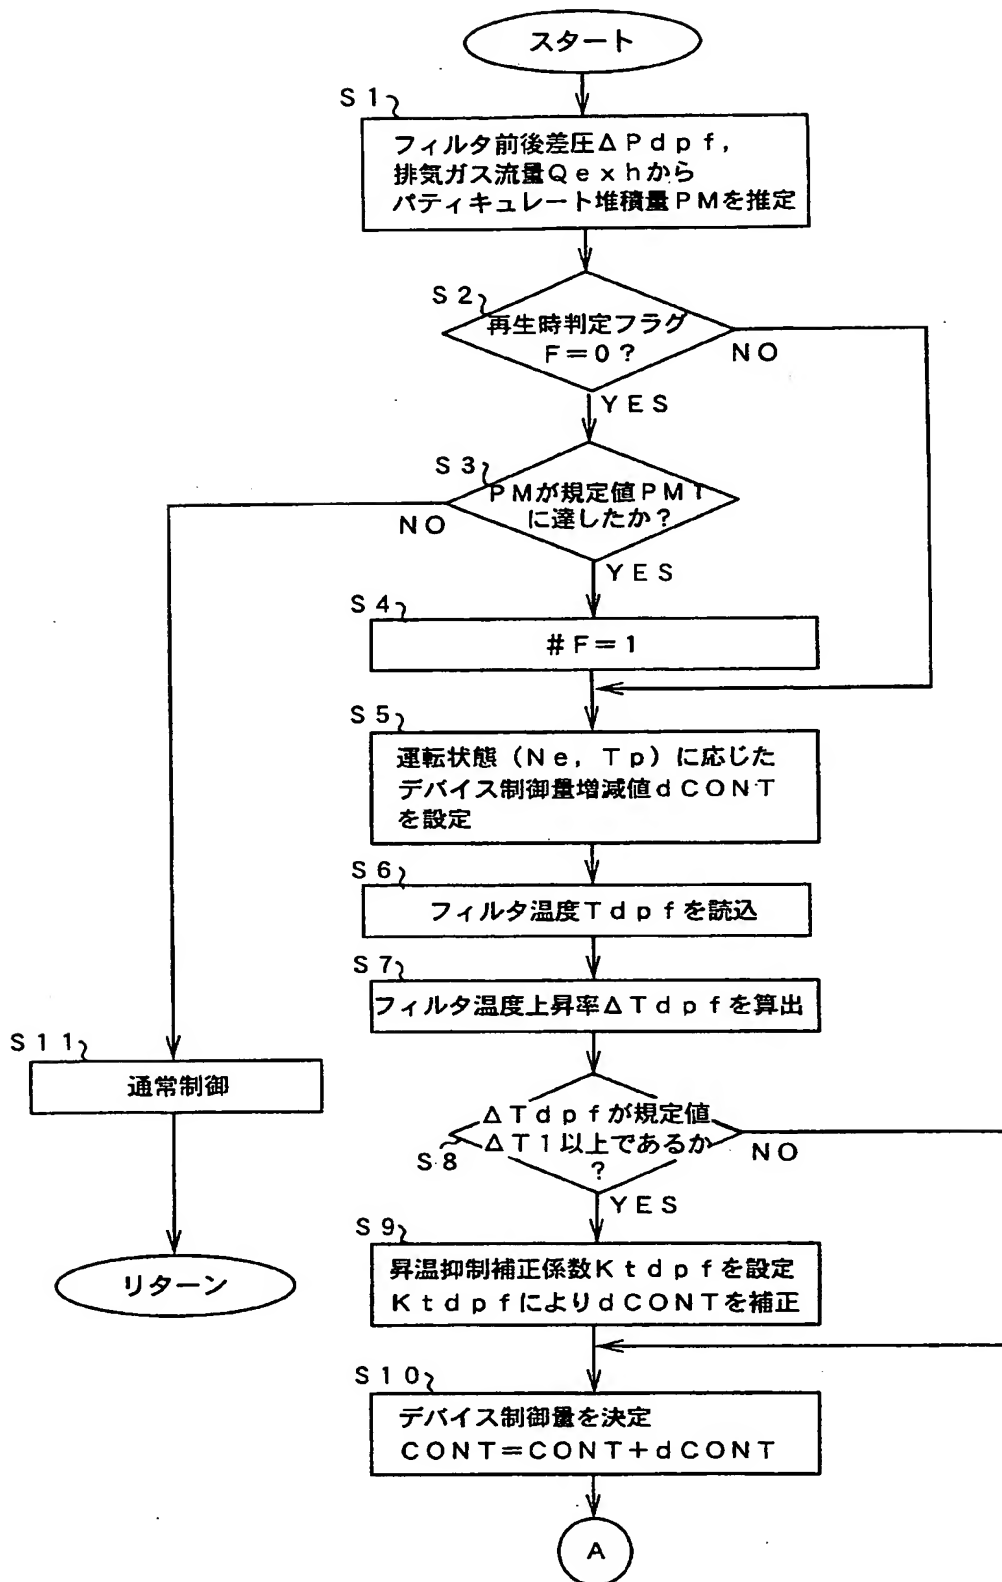 スタート
S1
フィルタ前後差圧ΔPdpf,
排気ガス流量Qexhから
パティキュレート堆積量PMを推定
S2
再生時判定フラグ
F=0?
NO
YES
S3
PMが規定値PM1
に達したか?
NO
YES
S4
#F=1
S5
運転状態(Ne, Tp)に応じた
デバイス制御量増減値dCONT
を設定
S6
フィルタ温度Tdpfを読込
S7
フィルタ温度上昇率ΔTdpfを算出
S11
通常制御
S8
ΔTdpfが規定値
ΔT1以上であるか
?
NO
YES
リターン
S9
昇温抑制補正係数Ktdpfを設定
KtdpfによりdCONTを補正
S10
デバイス制御量を決定
CONT=CONT+dCONT
A